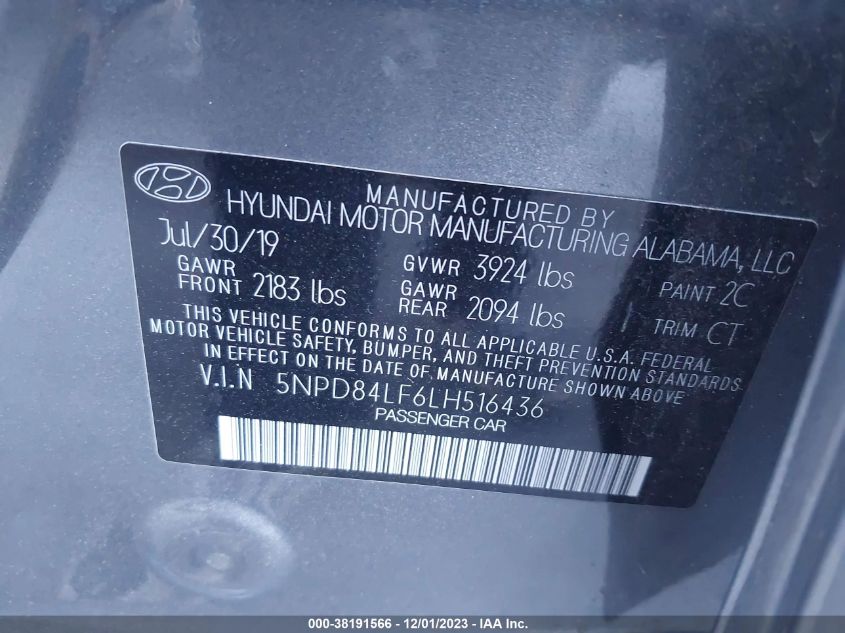 MANUFACTURED BY
HYUNDAI MOTOR MANUFACTURING ALABAMA, LLC
Jul/30/19
GAWR FRONT 2183 lbs
GVWR 3924 lbs
GAWR REAR 2094 lbs
PAINT 2C
TRIM CT
THIS VEHICLE CONFORMS TO ALL APPLICABLE U.S.A. FEDERAL
MOTOR VEHICLE SAFETY, BUMPER, AND THEFT PREVENTION STANDARDS
IN EFFECT ON THE DATE OF MANUFACTURE SHOWN ABOVE.
V.I.N 5NPD84LF6LH516436
PASSENGER CAR
000-38191566 - 12/01/2023 - IAA Inc.